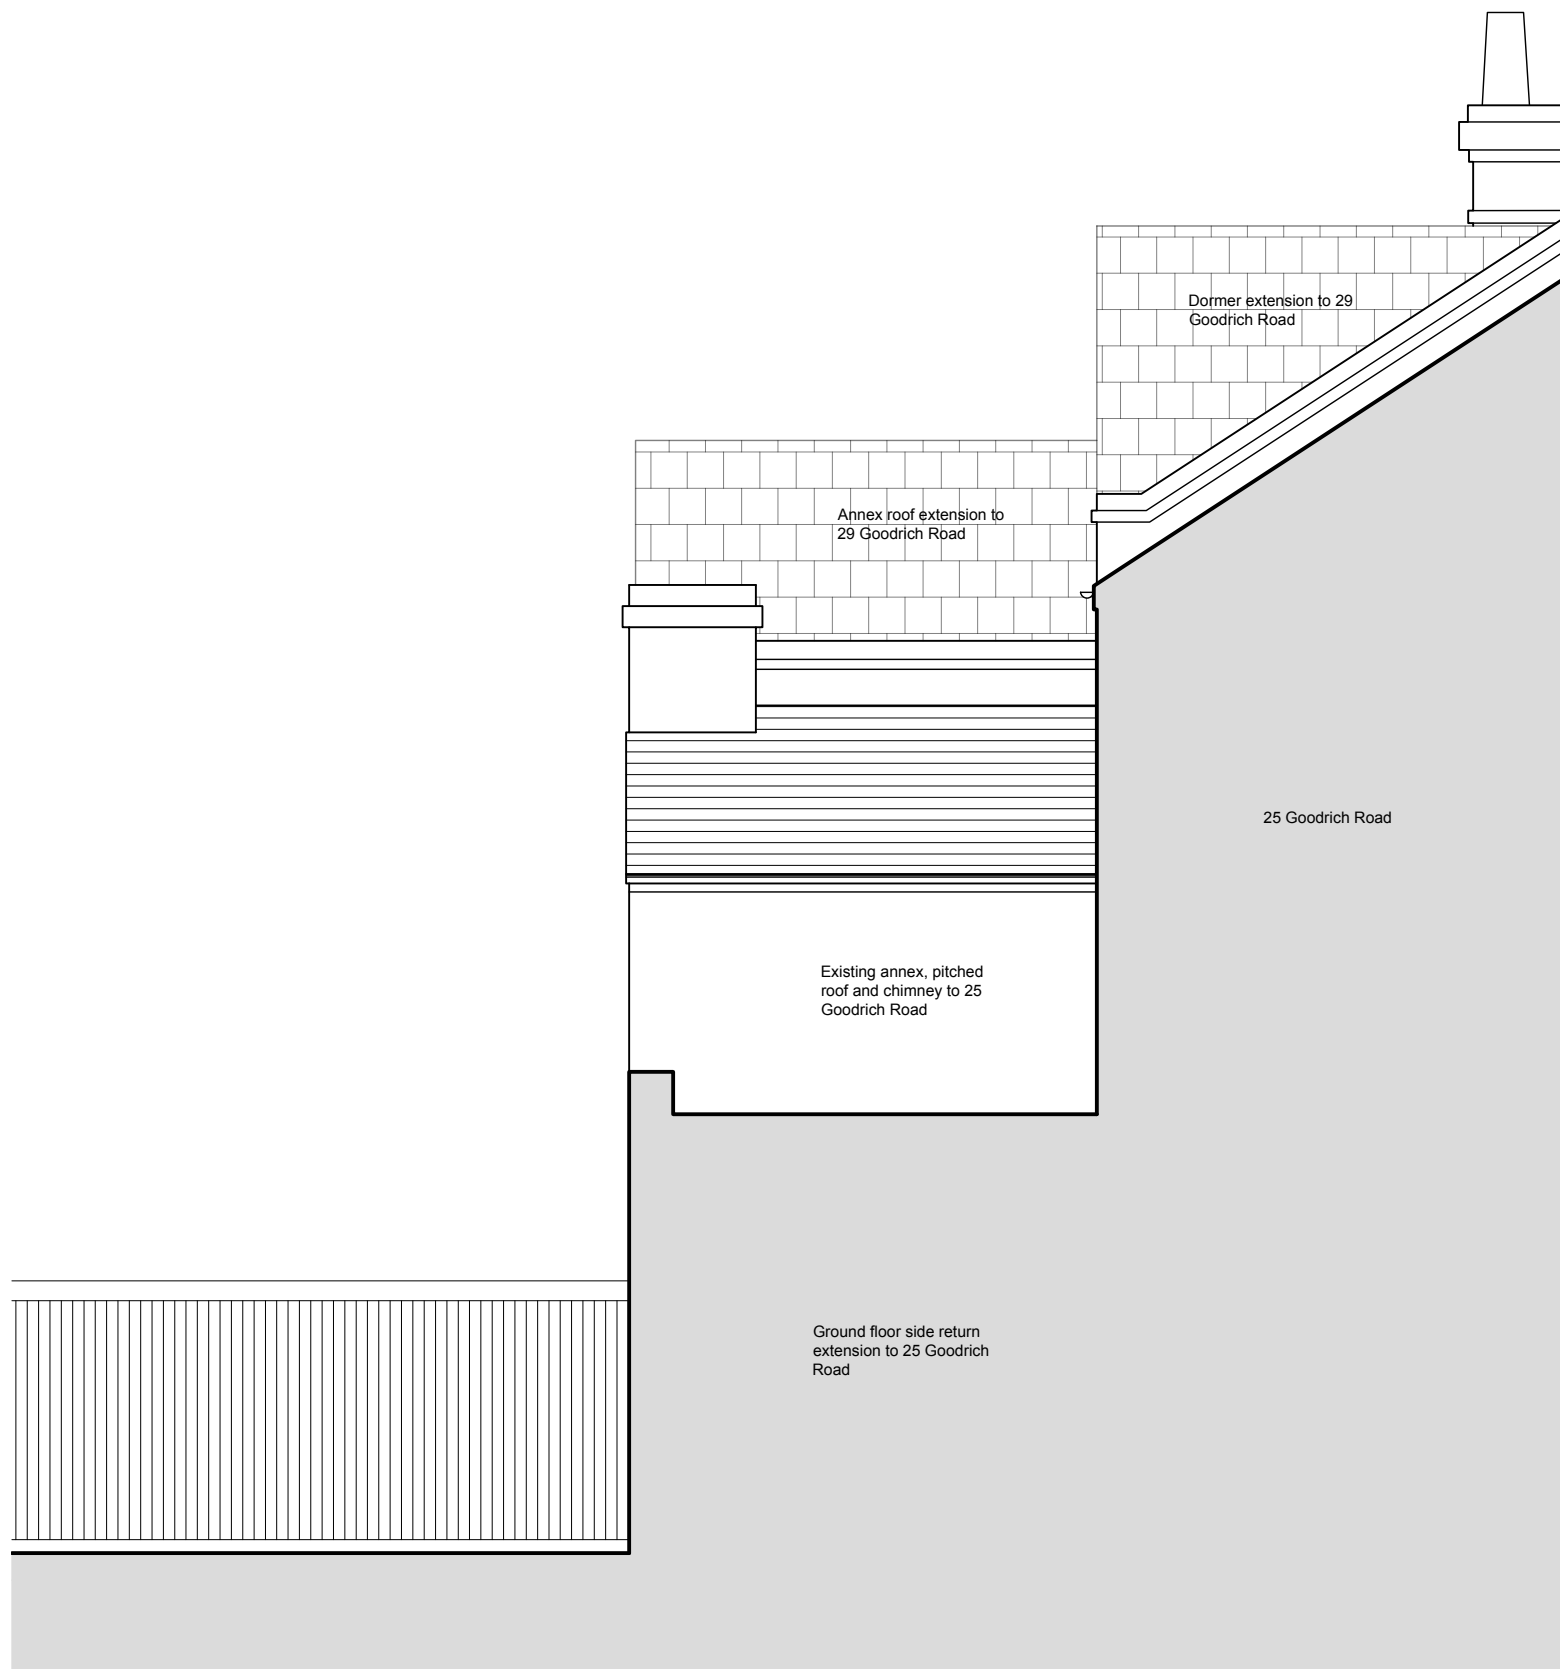 Dormer extension to 29
Goodrich Road
Annex roof extension to
29 Goodrich Road
25 Goodrich Road
Existing annex, pitched
roof and chimney to 25
Goodrich Road
Ground floor side return
extension to 25 Goodrich
Road